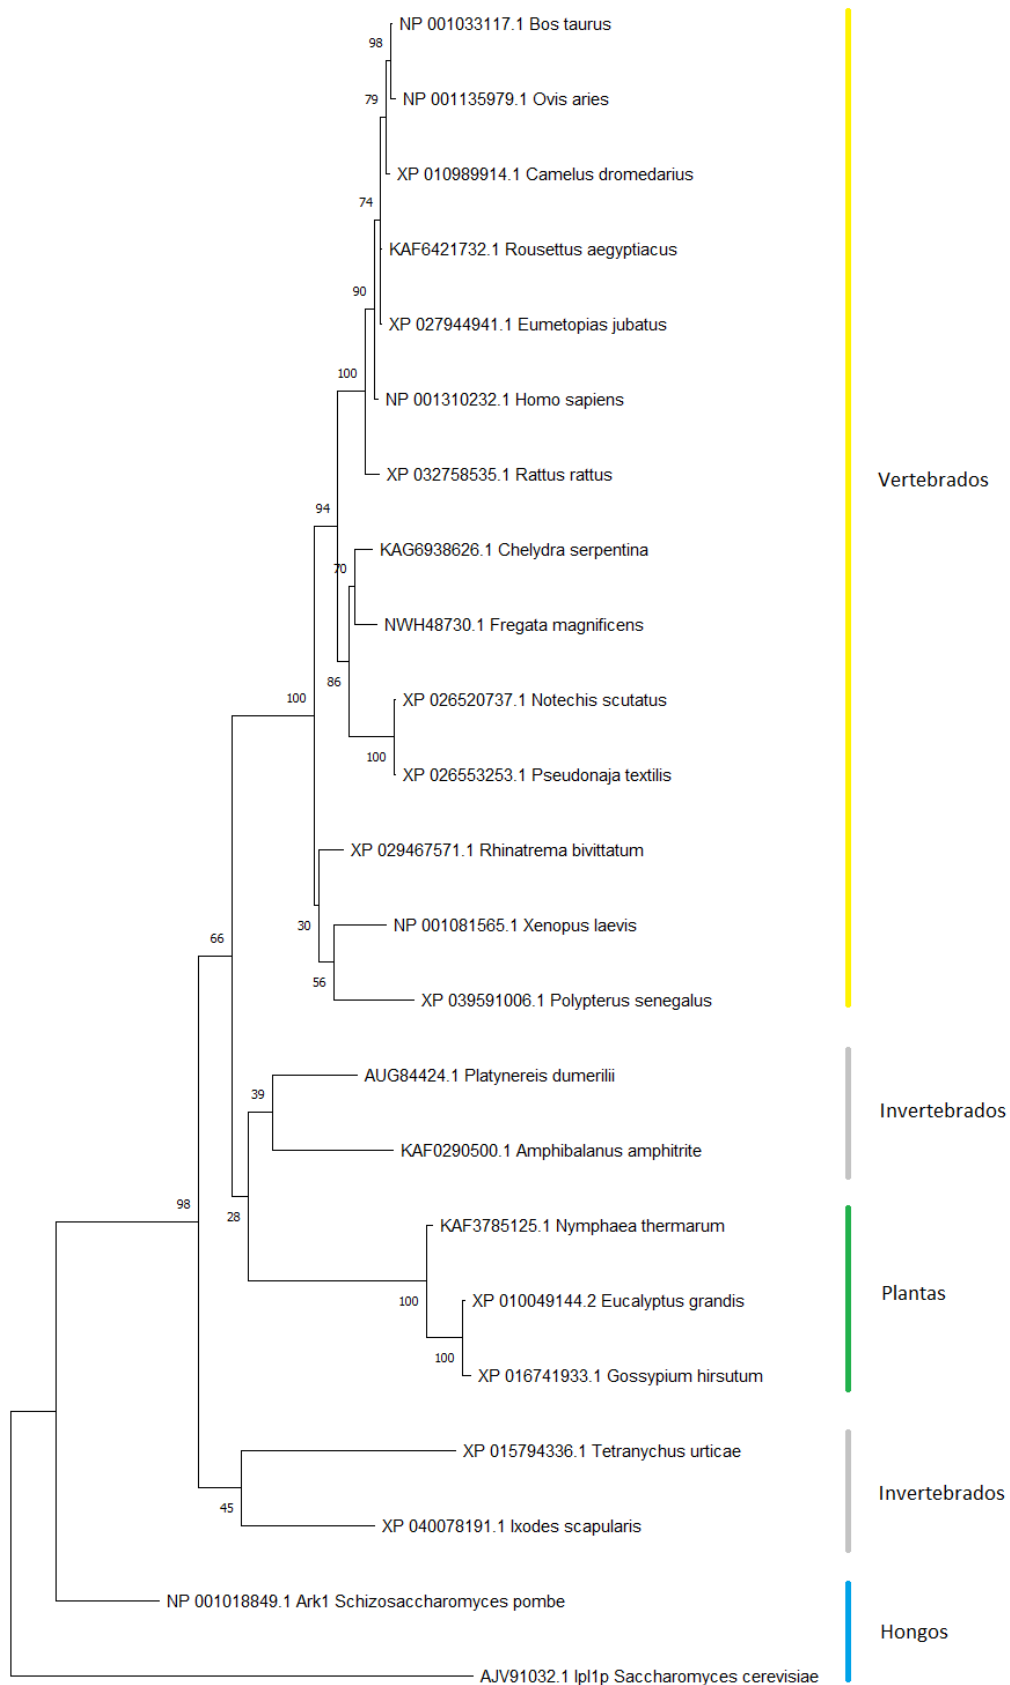 NP 001033117.1 Bos taurus
98
79
NP 001135979.1 Ovis aries
XP 010989914.1 Camelus dromedarius
74
KAF6421732.1 Rousettus aegyptiacus
90
XP 027944941.1 Eumetopias jubatus
100
NP 001310232.1 Homo sapiens
XP 032758535.1 Rattus rattus
Vertebrados
94
KAG6938626.1 Chelydra serpentina
70
NWH48730.1 Fregata magnificens
86
100
XP 026520737.1 Notechis scutatus
100
XP 026553253.1 Pseudonaja textilis
XP 029467571.1 Rhinatrema bivittatum
30
NP 001081565.1 Xenopus laevis
66
56
XP 039591006.1 Polypterus senegalus
AUG84424.1 Platynereis dumerilii
39
Invertebrados
KAF0290500.1 Amphibalanus amphitrite
98
28
KAF3785125.1 Nymphaea thermarum
100
XP 010049144.2 Eucalyptus grandis
Plantas
100
XP 016741933.1 Gossypium hirsutum
XP 015794336.1 Tetranychus urticae
Invertebrados
45
XP 040078191.1 Ixodes scapularis
NP 001018849.1 Ark1 Schizosaccharomyces pombe
Hongos
AJV91032.1 Ipl1p Saccharomyces cerevisiae